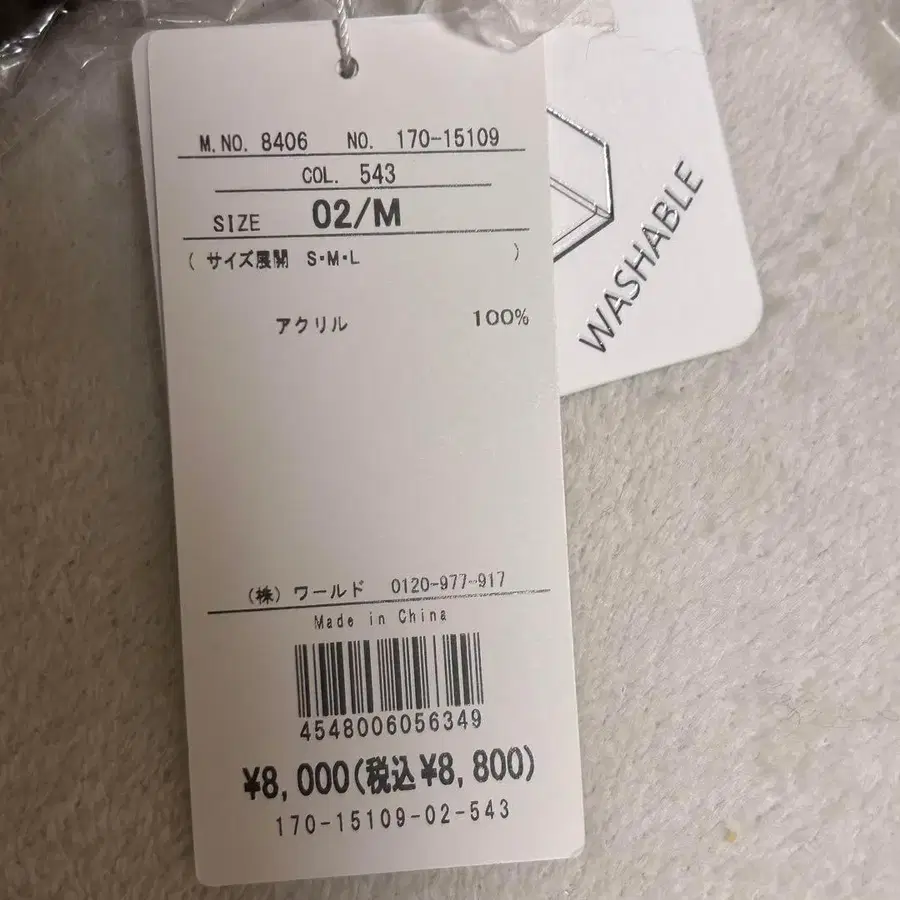 M.NO. 8406 NO. 170-15109
COL. 543
SIZE 02/M
( サイズ展開 S・M・L )
アクリル 100%
(株) ワールド 0120-977-917
Made in China
4548006056349
¥8,000(税込¥8,800)
170-15109-02-543
WASHABLE